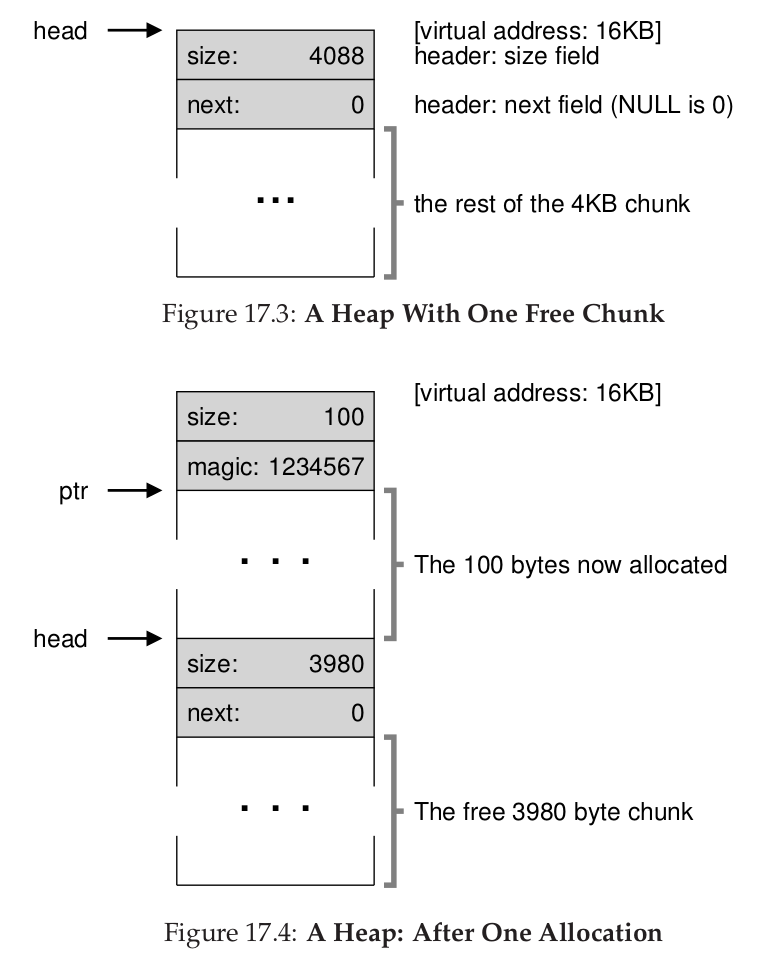 head
[virtual address: 16KB]
size: 4088
header: size field
next: 0
header: next field (NULL is 0)
...
the rest of the 4KB chunk
Figure 17.3: A Heap With One Free Chunk
[virtual address: 16KB]
size: 100
magic: 1234567
ptr
. . .
The 100 bytes now allocated
head
size: 3980
next: 0
. . .
The free 3980 byte chunk
Figure 17.4: A Heap: After One Allocation